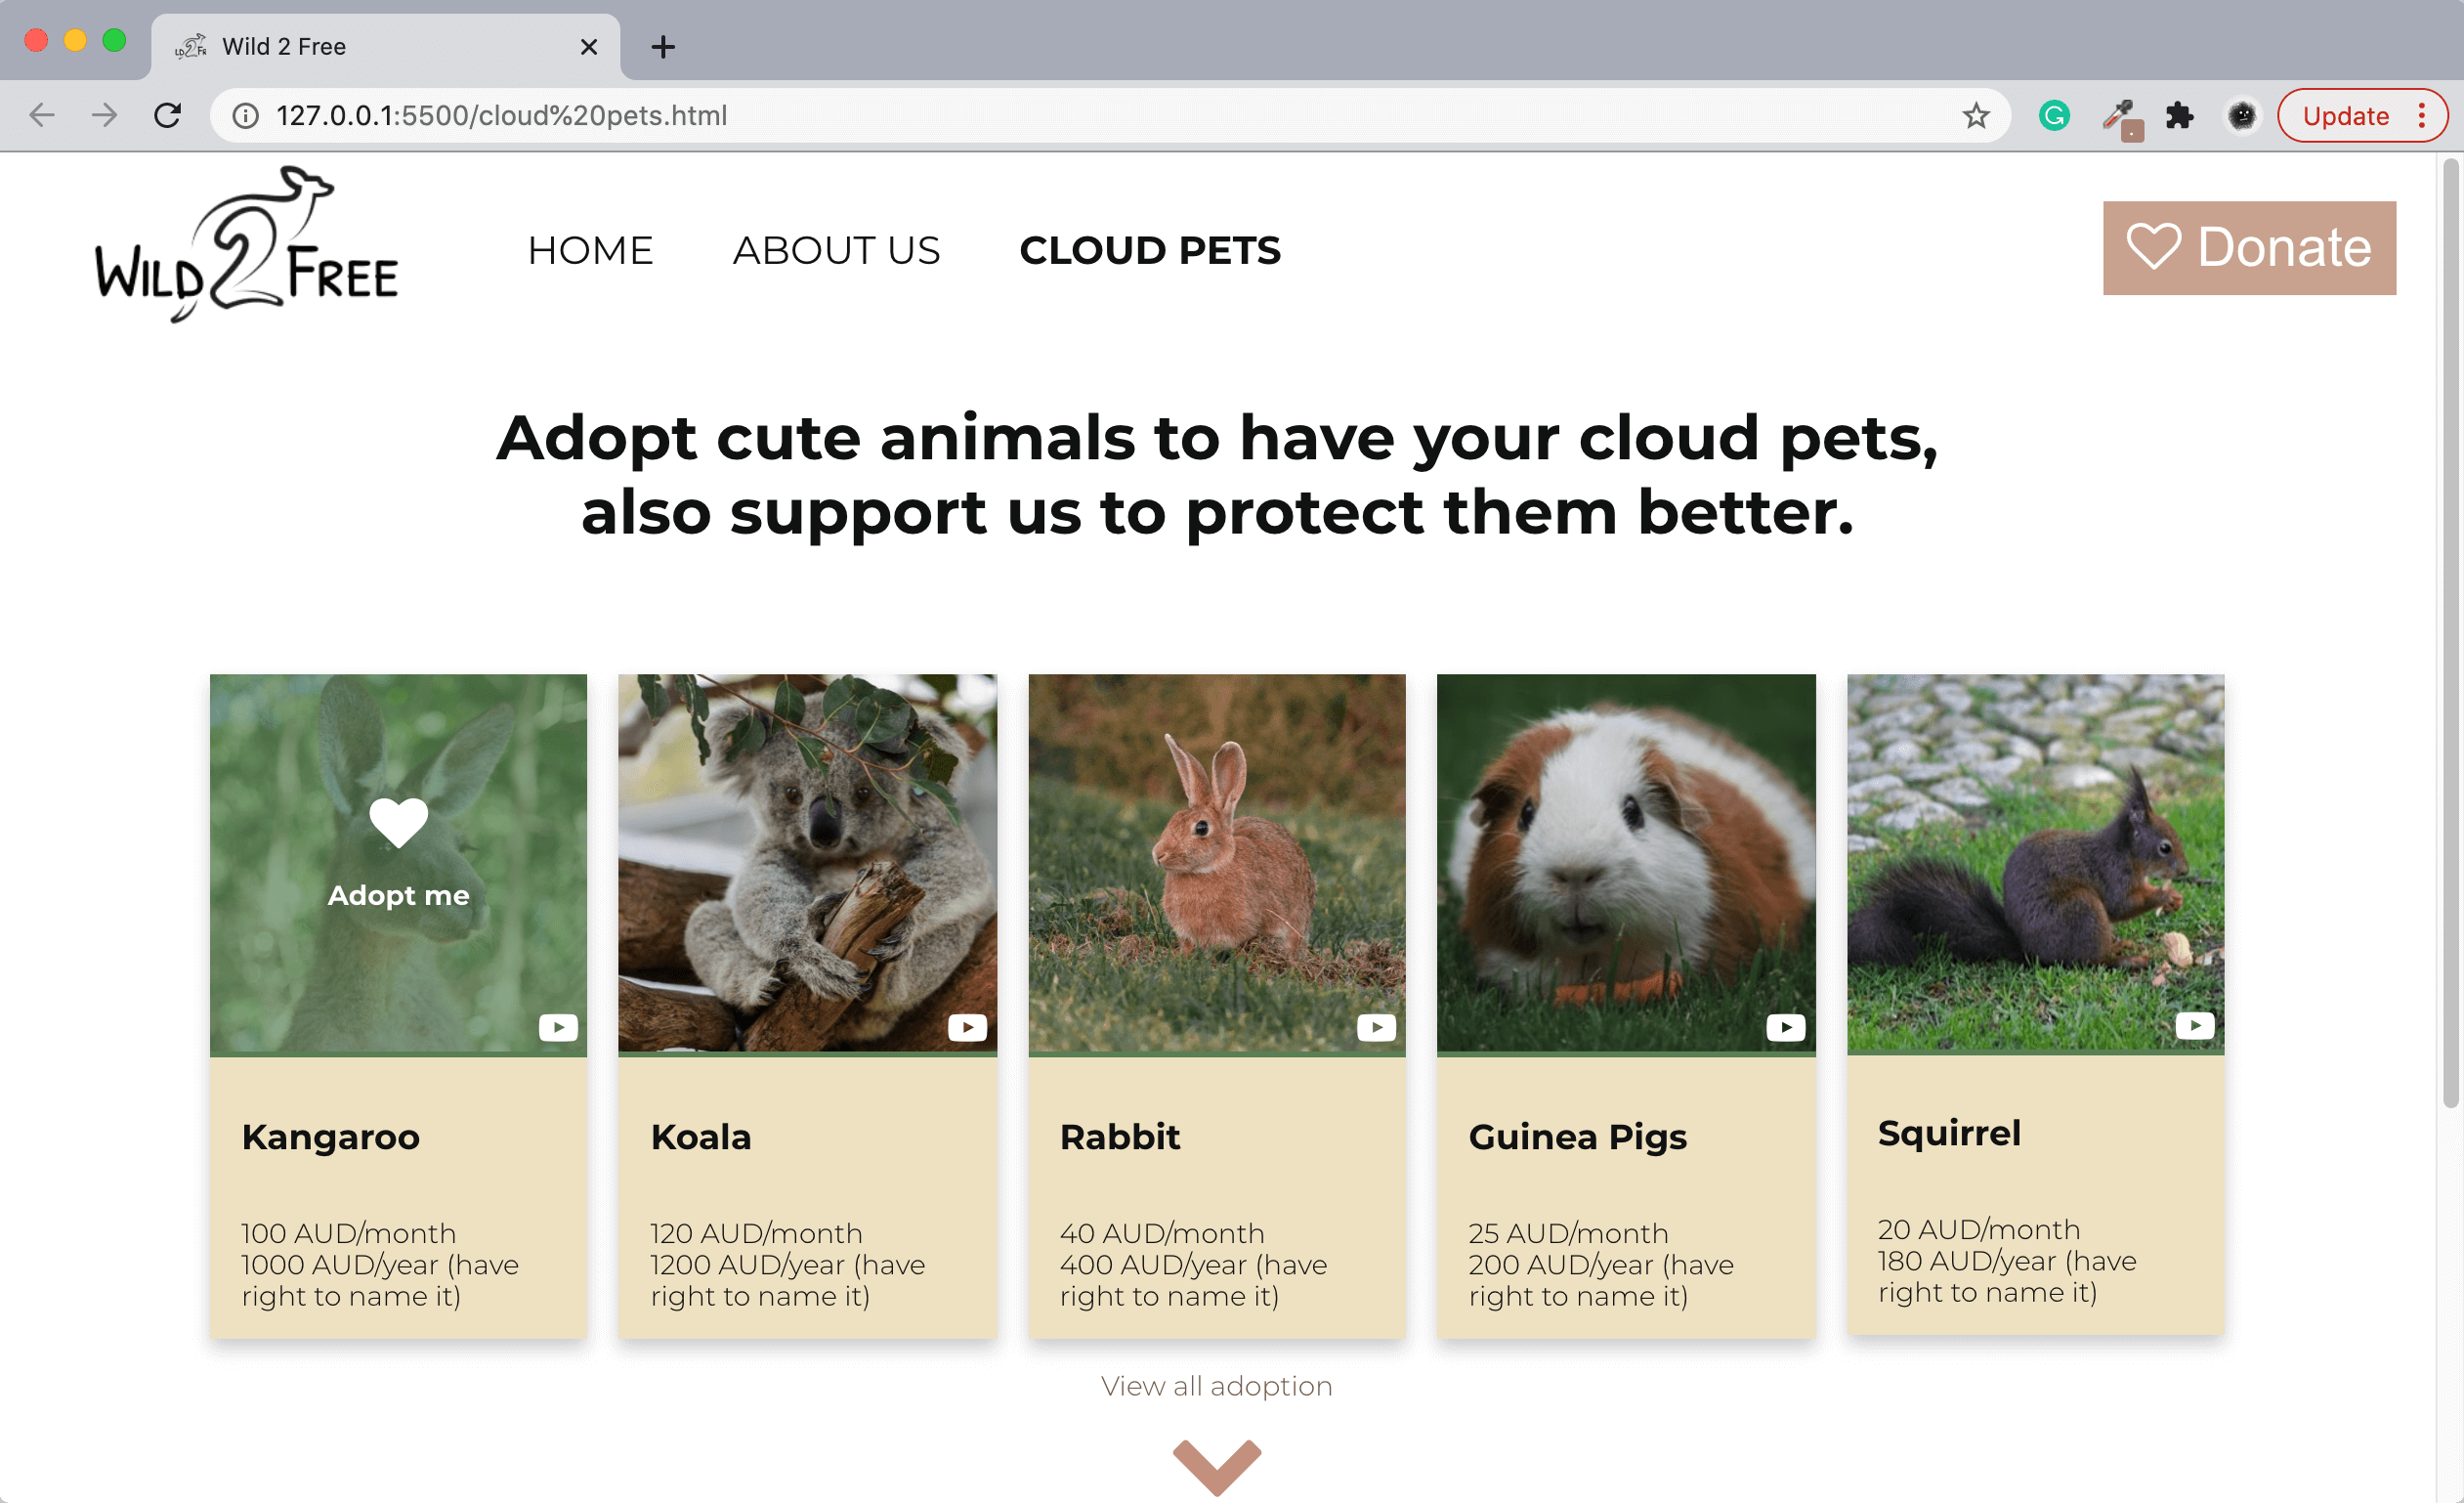 Wild 2 Free
127.0.0.1:5500/cloud%20pets.html
Update
WILD 2 FREE
HOME
ABOUT US
CLOUD PETS
Donate
Adopt cute animals to have your cloud pets,
also support us to protect them better.
Adopt me
Kangaroo
100 AUD/month
1000 AUD/year (have
right to name it)
Koala
120 AUD/month
1200 AUD/year (have
right to name it)
Rabbit
40 AUD/month
400 AUD/year (have
right to name it)
Guinea Pigs
25 AUD/month
200 AUD/year (have
right to name it)
Squirrel
20 AUD/month
180 AUD/year (have
right to name it)
View all adoption